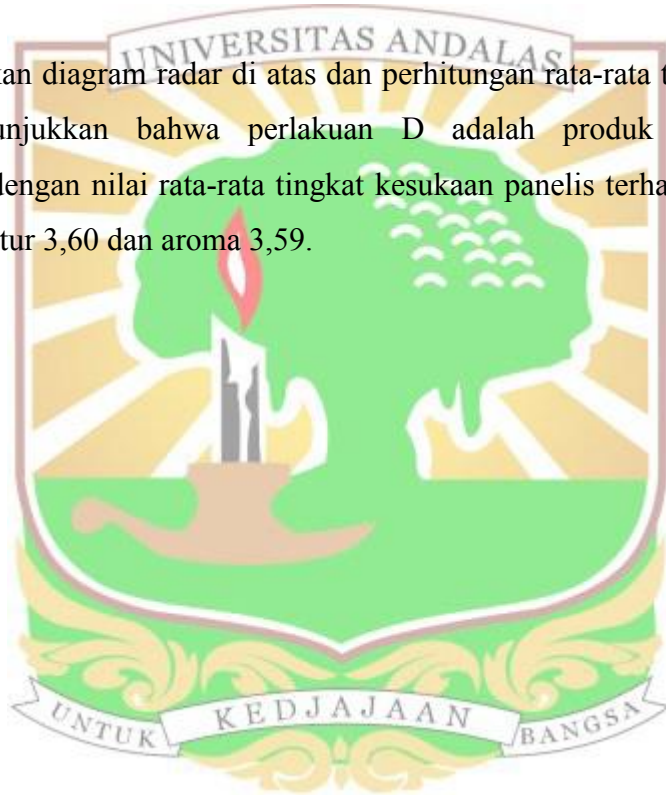 UNIVERSITAS ANDALAS
kan diagram radar di atas dan perhitungan rata-rata t
unjukkan bahwa perlakuan D adalah produk
dengan nilai rata-rata tingkat kesukaan panelis terha
tur 3,60 dan aroma 3,59.
UNTUK KEDJAJAAN BANGSA